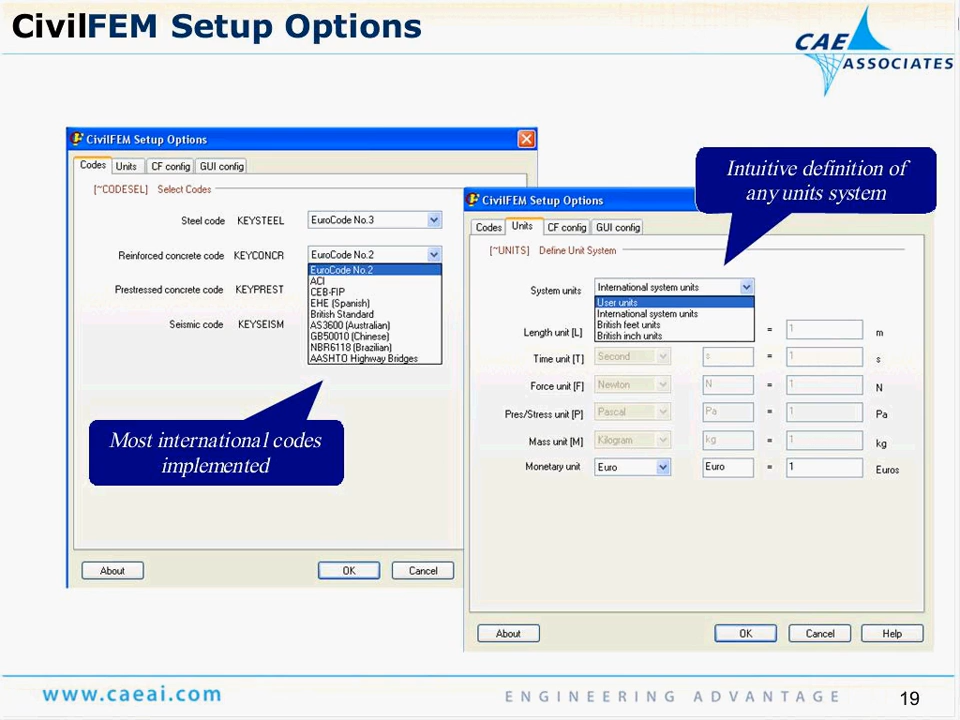 CivilFEM Setup Options
CAE
ASSOCIATES
CivilFEM Setup Options
Codes Units CF config GUI config
[~CODESEL] Select Codes
Steel code KEYSTEEL EuroCode No.3
Reinforced concrete code KEYCONCR EuroCode No.2
EuroCode No.2
ACI
CEB-FIP
EHE (Spanish)
British Standard
AS3600 (Australian)
GB50010 (Chinese)
NBR6118 (Brazilian)
AASHTO Highway Bridges
Prestressed concrete code KEYPREST
Seismic code KEYSEISM
Most international codes
implemented
About OK Cancel
Intuitive definition of
any units system
CivilFEM Setup Options
Codes Units CF config GUI config
[~UNITS] Define Unit System
System units International system units
User units
International system units
British feet units
British inch units
Length unit [L] = 1 m
Time unit [T] Second s = 1 s
Force unit [F] Newton N = 1 N
Pres/Stress unit [P] Pascal Pa = 1 Pa
Mass unit [M] Kilogram kg = 1 kg
Monetary unit Euro Euro = 1 Euros
About OK Cancel Help
www.caeai.com
ENGINEERING ADVANTAGE
19